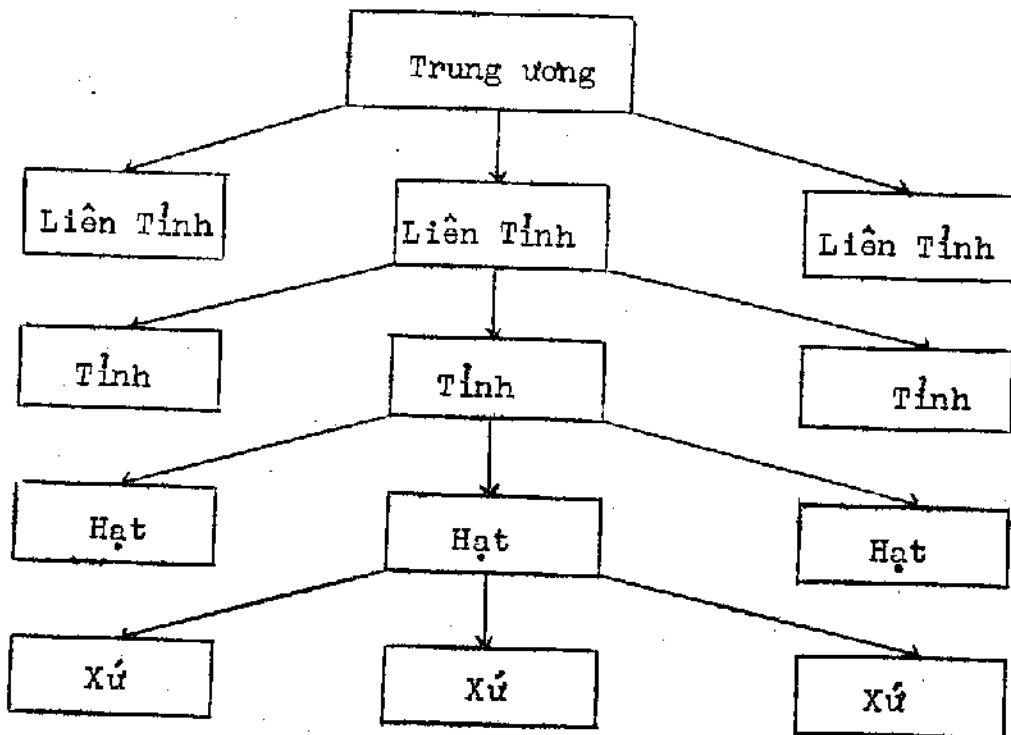 Trung ương
Liên Tỉnh
Liên Tỉnh
Liên Tỉnh
Tỉnh
Tỉnh
Tỉnh
Hạt
Hạt
Hạt
Xứ
Xứ
Xứ